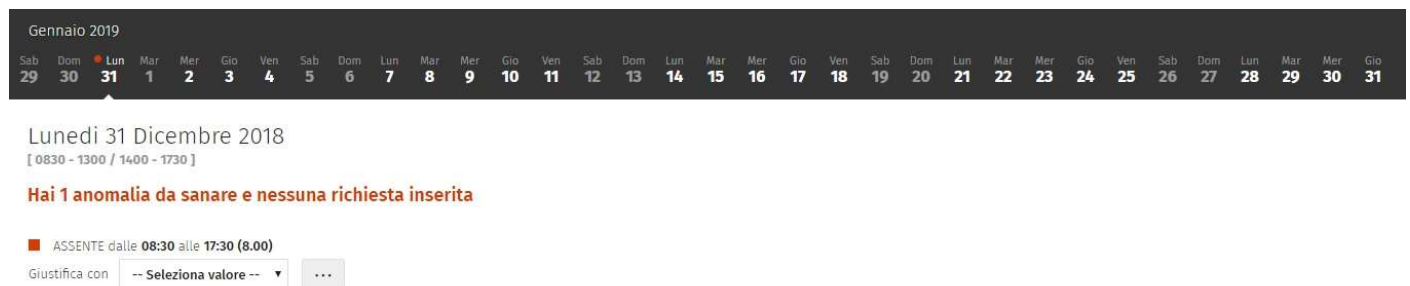 Gennaio 2019
Sab Dom Lun Mar Mer Gio Ven Sab Dom Lun Mar Mer Gio Ven Sab Dom Lun Mar Mer Gio Ven Sab Dom Lun Mar Mer Gio Ven Sab Dom Lun Mar Mer Gio
29 30 31 1 2 3 4 5 6 7 8 9 10 11 12 13 14 15 16 17 18 19 20 21 22 23 24 25 26 27 28 29 30 31
Lunedi 31 Dicembre 2018
[ 0830 - 1300 / 1400 - 1730 ]
Hai 1 anomalia da sanare e nessuna richiesta inserita
ASSENTE dalle 08:30 alle 17:30 (8.00)
Giustifica con -- Seleziona valore -- ...